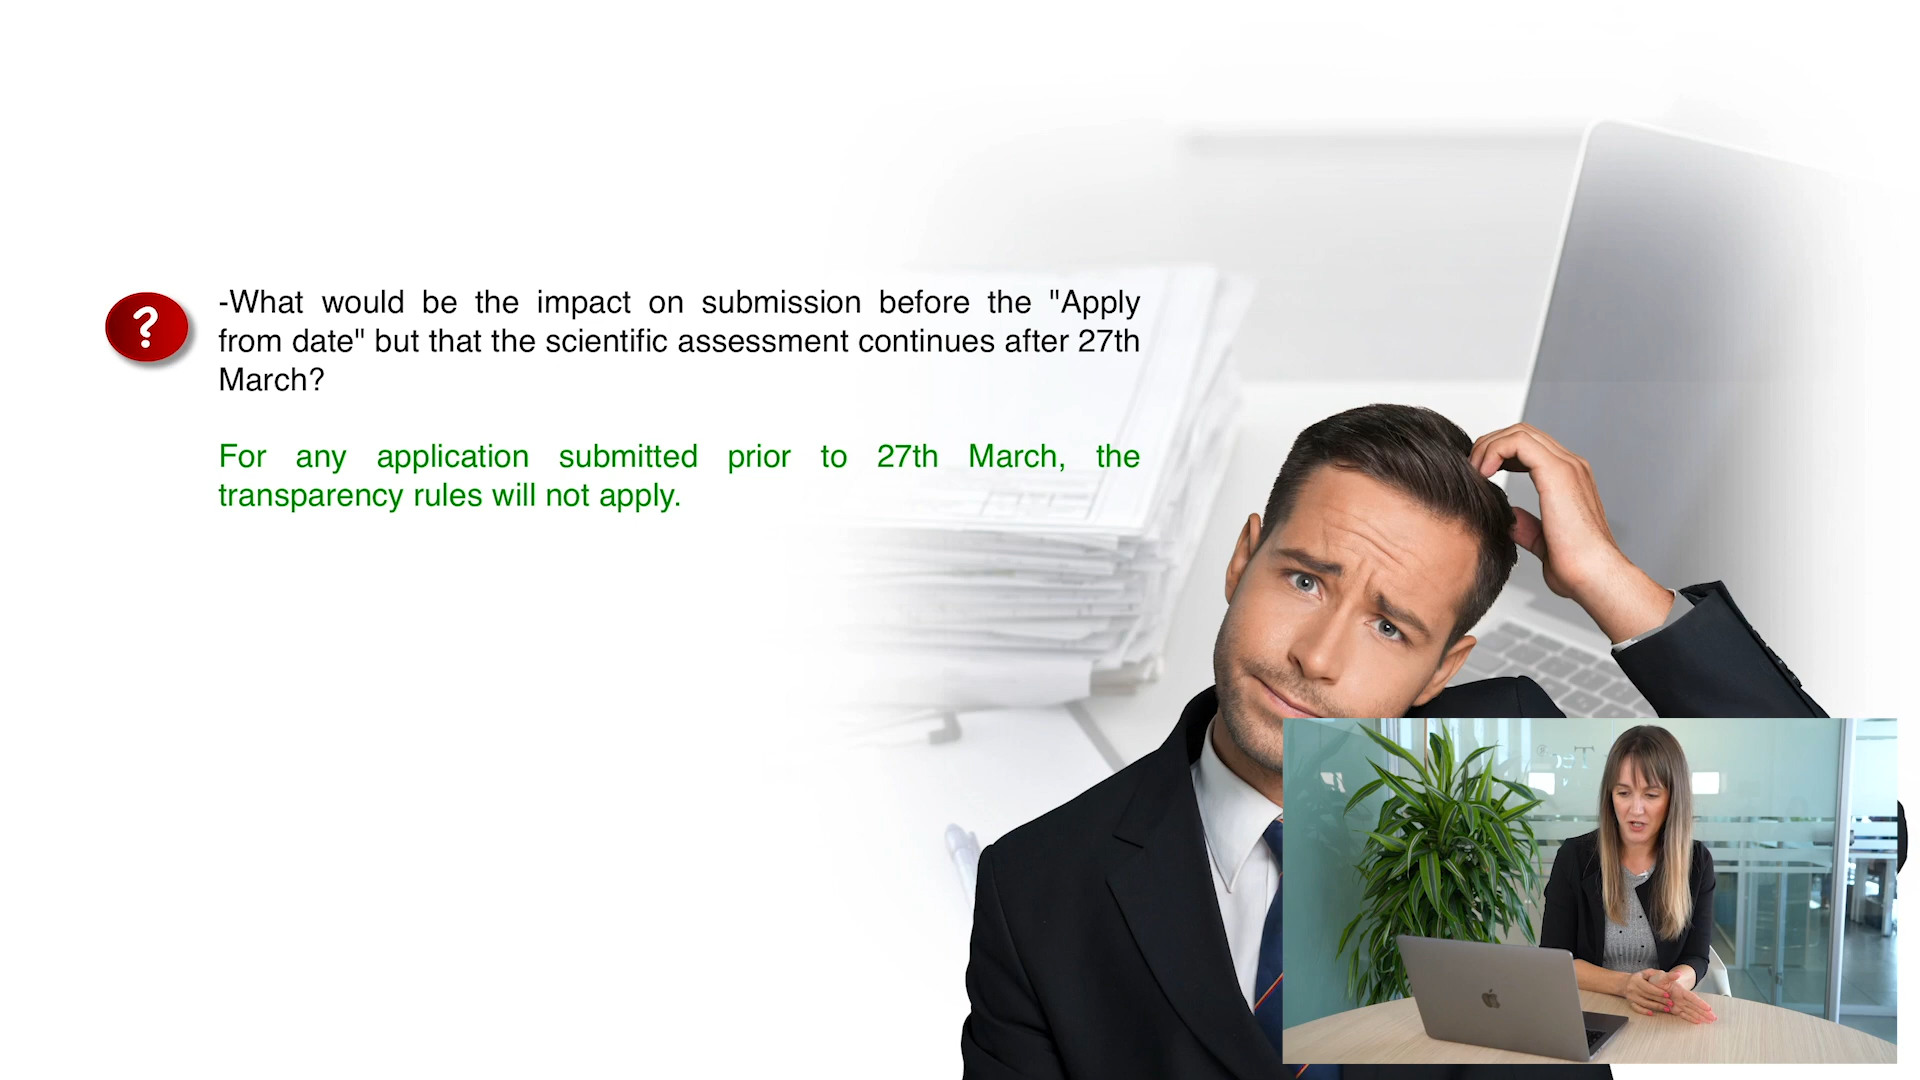 ?
-What would be the impact on submission before the "Apply
from date" but that the scientific assessment continues after 27th
March?
For any application submitted prior to 27th March, the
transparency rules will not apply.